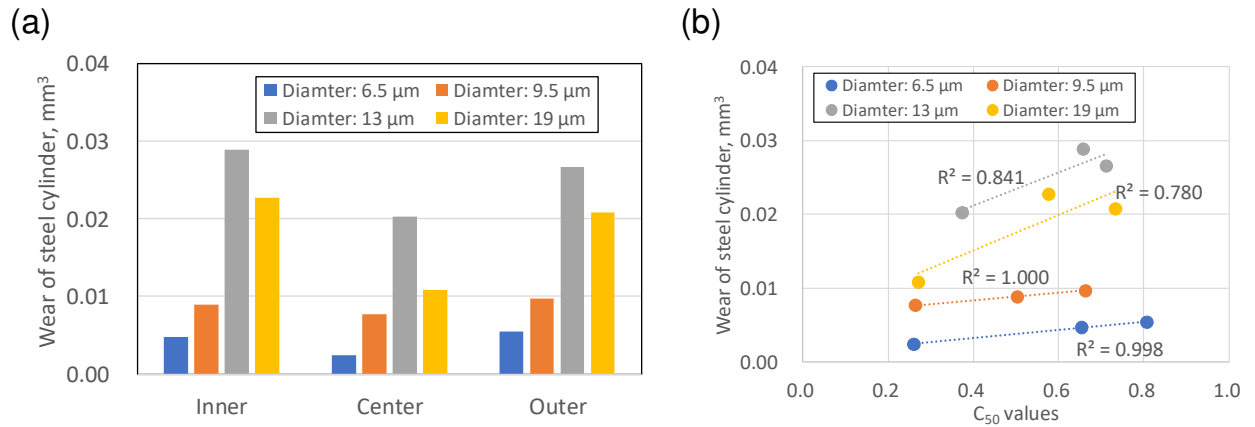 (a)
Wear of steel cylinder, mm³
0.04
0.03
0.02
0.01
0.00
Diamter: 6.5 μm Diamter: 9.5 μm
Diamter: 13 μm Diamter: 19 μm
Inner Center Outer
(b)
Wear of steel cylinder, mm³
0.04
0.03
0.02
0.01
0.00
Diamter: 6.5 μm Diamter: 9.5 μm
Diamter: 13 μm Diamter: 19 μm
R² = 0.841
R² = 0.780
R² = 1.000
R² = 0.998
0.0 0.2 0.4 0.6 0.8 1.0
C₅₀ values